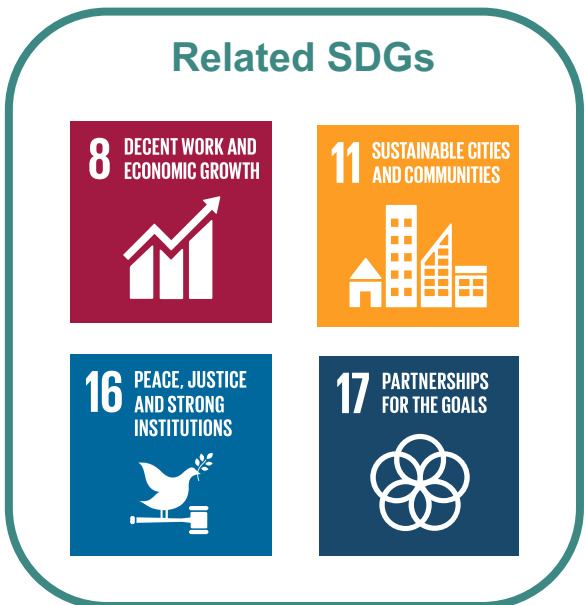 Related SDGs
8 DECENT WORK AND
ECONOMIC GROWTH
11 SUSTAINABLE CITIES
AND COMMUNITIES
16 PEACE, JUSTICE
AND STRONG
INSTITUTIONS
17 PARTNERSHIPS
FOR THE GOALS